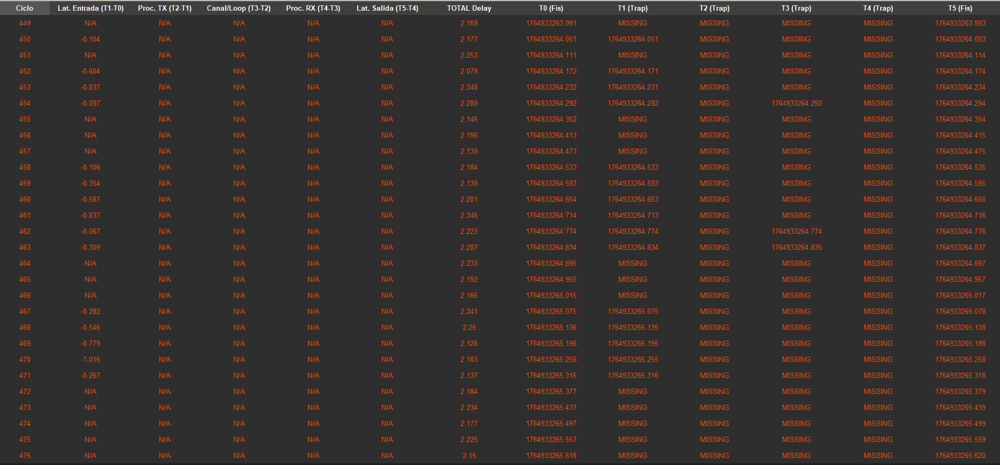 Ciclo Lat. Entrada (T1-T0) Proc. TX (T2-T1) Canal/Loop (T3-T2) Proc. RX (T4-T3) Lat. Salida (T5-T4) TOTAL Delay T0 (Fis) T1 (Trap) T2 (Trap) T3 (Trap) T4 (Trap) T5 (Fis)
449 N/A N/A N/A N/A N/A 2.169 1764933263.991 MISSING MISSING MISSING MISSING 1764933263.993
450 -0.104 N/A N/A N/A N/A 2.177 1764933264.051 1764933264.051 MISSING MISSING MISSING 1764933264.053
451 N/A N/A N/A N/A N/A 2.253 1764933264.111 MISSING MISSING MISSING MISSING 1764933264.114
452 -0.604 N/A N/A N/A N/A 2.079 1764933264.172 1764933264.171 MISSING MISSING MISSING 1764933264.174
453 -0.837 N/A N/A N/A N/A 2.248 1764933264.232 1764933264.231 MISSING MISSING MISSING 1764933264.234
454 -0.097 N/A N/A N/A N/A 2.289 1764933264.292 1764933264.292 MISSING 1764933264.292 MISSING 1764933264.294
455 N/A N/A N/A N/A N/A 2.146 1764933264.352 MISSING MISSING MISSING MISSING 1764933264.354
456 N/A N/A N/A N/A N/A 2.196 1764933264.413 MISSING MISSING MISSING MISSING 1764933264.415
457 N/A N/A N/A N/A N/A 2.139 1764933264.473 MISSING MISSING MISSING MISSING 1764933264.475
458 -0.106 N/A N/A N/A N/A 2.184 1764933264.533 1764933264.533 MISSING MISSING MISSING 1764933264.535
459 -0.354 N/A N/A N/A N/A 2.139 1764933264.593 1764933264.593 MISSING MISSING MISSING 1764933264.595
460 -0.587 N/A N/A N/A N/A 2.201 1764933264.654 1764933264.653 MISSING MISSING MISSING 1764933264.656
461 -0.837 N/A N/A N/A N/A 2.246 1764933264.714 1764933264.713 MISSING MISSING MISSING 1764933264.716
462 -0.067 N/A N/A N/A N/A 2.223 1764933264.774 1764933264.774 MISSING 1764933264.774 MISSING 1764933264.776
463 -0.309 N/A N/A N/A N/A 2.287 1764933264.834 1764933264.834 MISSING 1764933264.835 MISSING 1764933264.837
464 N/A N/A N/A N/A N/A 2.233 1764933264.895 MISSING MISSING MISSING MISSING 1764933264.897
465 N/A N/A N/A N/A N/A 2.192 1764933264.955 MISSING MISSING MISSING MISSING 1764933264.957
466 N/A N/A N/A N/A N/A 2.165 1764933265.015 MISSING MISSING MISSING MISSING 1764933265.017
467 -0.282 N/A N/A N/A N/A 2.241 1764933265.075 1764933265.075 MISSING MISSING MISSING 1764933265.078
468 -0.546 N/A N/A N/A N/A 2.25 1764933265.136 1764933265.135 MISSING MISSING MISSING 1764933265.138
469 -0.779 N/A N/A N/A N/A 2.128 1764933265.196 1764933265.195 MISSING MISSING MISSING 1764933265.198
470 -1.016 N/A N/A N/A N/A 2.183 1764933265.256 1764933265.255 MISSING MISSING MISSING 1764933265.258
471 -0.267 N/A N/A N/A N/A 2.137 1764933265.316 1764933265.316 MISSING MISSING MISSING 1764933265.318
472 N/A N/A N/A N/A N/A 2.184 1764933265.377 MISSING MISSING MISSING MISSING 1764933265.379
473 N/A N/A N/A N/A N/A 2.234 1764933265.437 MISSING MISSING MISSING MISSING 1764933265.439
474 N/A N/A N/A N/A N/A 2.177 1764933265.497 MISSING MISSING MISSING MISSING 1764933265.499
475 N/A N/A N/A N/A N/A 2.225 1764933265.557 MISSING MISSING MISSING MISSING 1764933265.559
476 N/A N/A N/A N/A N/A 2.15 1764933265.618 MISSING MISSING MISSING MISSING 1764933265.620